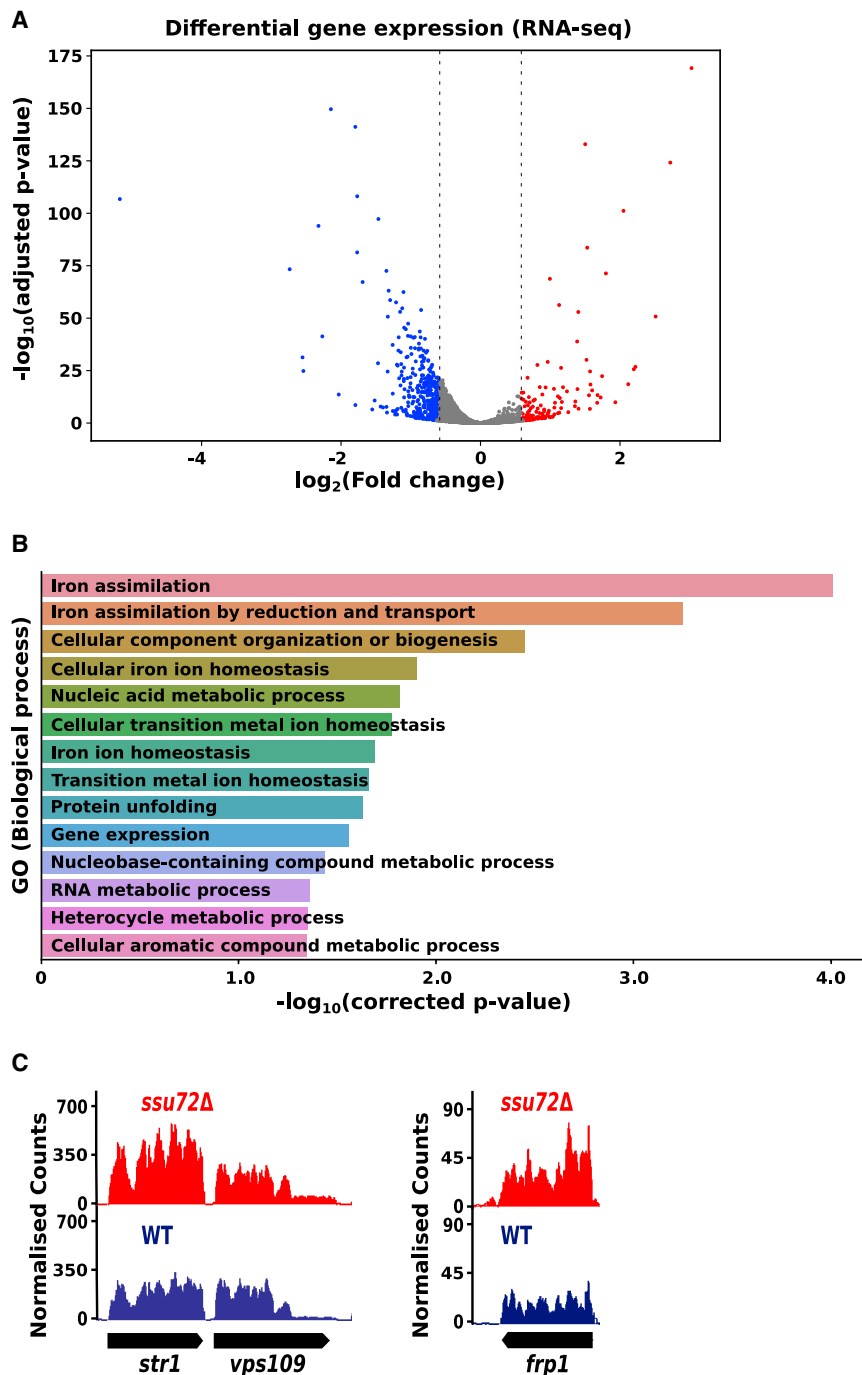 A
Differential gene expression (RNA-seq)
-log10(adjusted p-value)
175
150
125
100
75
50
25
0
-4
-2
0
2
log2(Fold change)
B
GO (Biological process)
Iron assimilation
Iron assimilation by reduction and transport
Cellular component organization or biogenesis
Cellular iron ion homeostasis
Nucleic acid metabolic process
Cellular transition metal ion homeostasis
Iron ion homeostasis
Transition metal ion homeostasis
Protein unfolding
Gene expression
Nucleobase-containing compound metabolic process
RNA metabolic process
Heterocycle metabolic process
Cellular aromatic compound metabolic process
0
1.0
2.0
3.0
4.0
-log10(corrected p-value)
C
Normalised Counts
700
350
0
ssu72Δ
700
350
0
WT
str1
vps109
Normalised Counts
90
45
0
ssu72Δ
90
45
0
WT
frp1